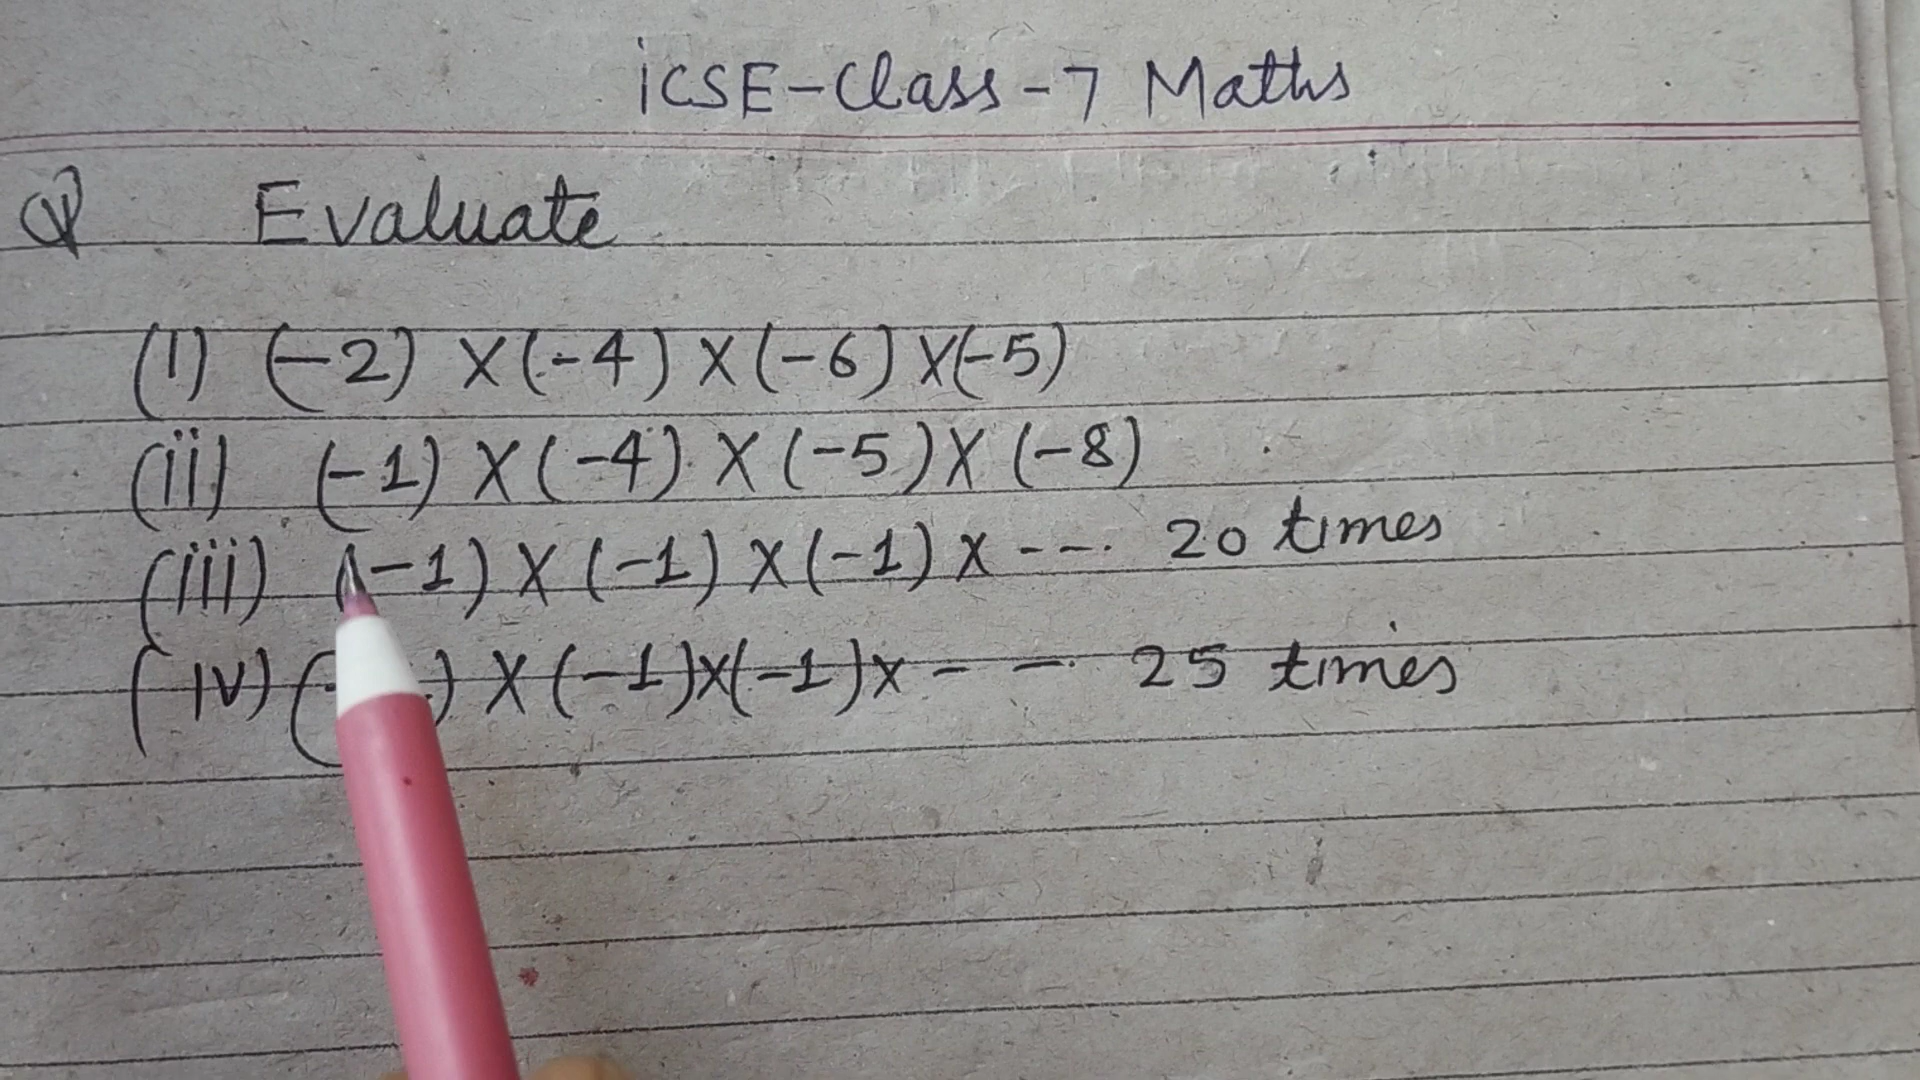 iCSE-Class-7 Maths
Q Evaluate
(i) (-2) X (-4) X (-6) X (-5)
(ii) (-1) X (-4) X (-5) X (-8)
(iii) (-1) X (-1) X (-1) X --- 20 times
(iv) ( ) X (-1) X (-1) X - - 25 times